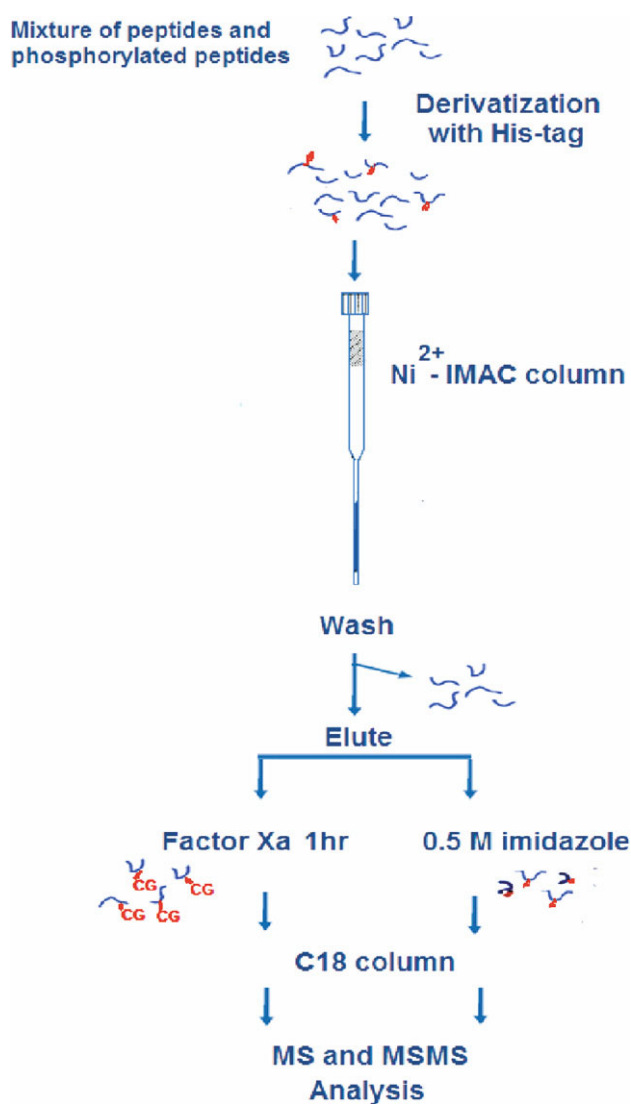 Mixture of peptides and
phosphorylated peptides
Derivatization
with His-tag
Ni2+ - IMAC column
Wash
Elute
Factor Xa 1hr
0.5 M imidazole
CG
CG
CG
CG
C18 column
MS and MSMS
Analysis